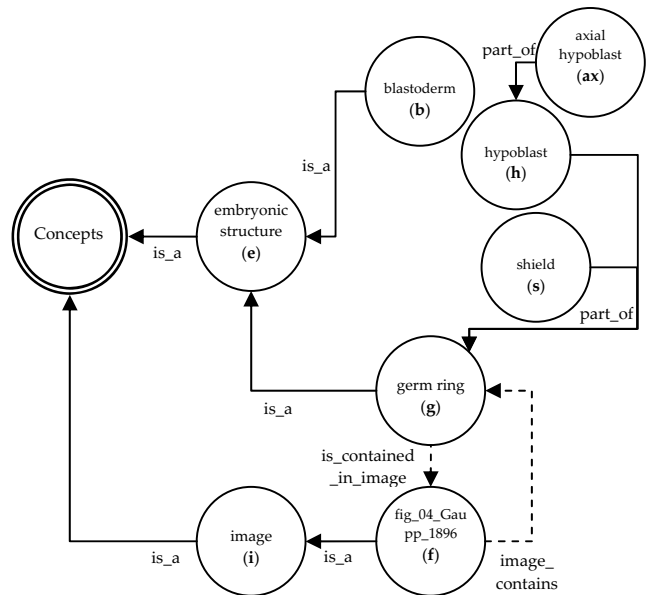 axial
hypoblast
(ax)
part_of
blastoderm
(b)
hypoblast
(h)
is_a
embryonic
structure
(e)
Concepts
is_a
shield
(s)
part_of
germ ring
(g)
is_a
is_contained
_in_image
fig_04_Gau
pp_1896
(f)
image
(i)
is_a
is_a
image_
contains